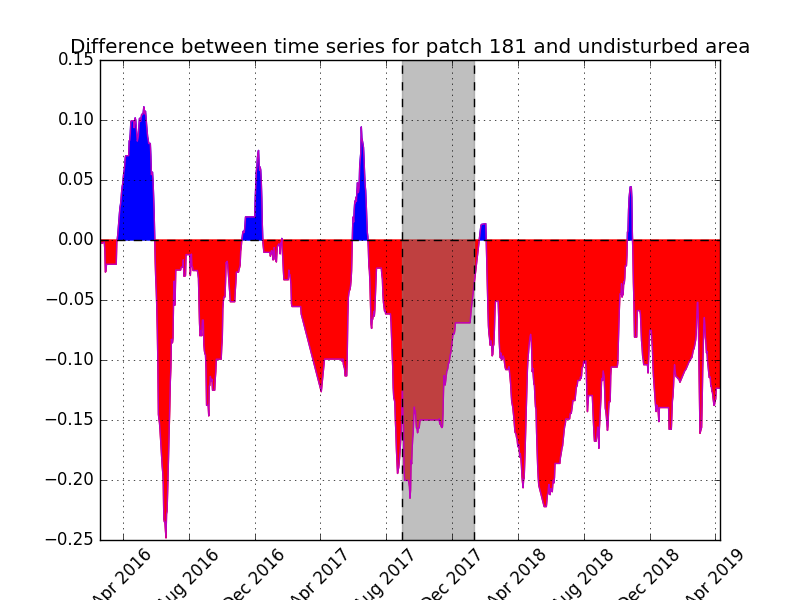 Difference between time series for patch 181 and undisturbed area
0.15
0.10
0.05
0.00
−0.05
−0.10
−0.15
−0.20
−0.25
Apr 2016
Aug 2016
Dec 2016
Apr 2017
Aug 2017
Dec 2017
Apr 2018
Aug 2018
Dec 2018
Apr 2019